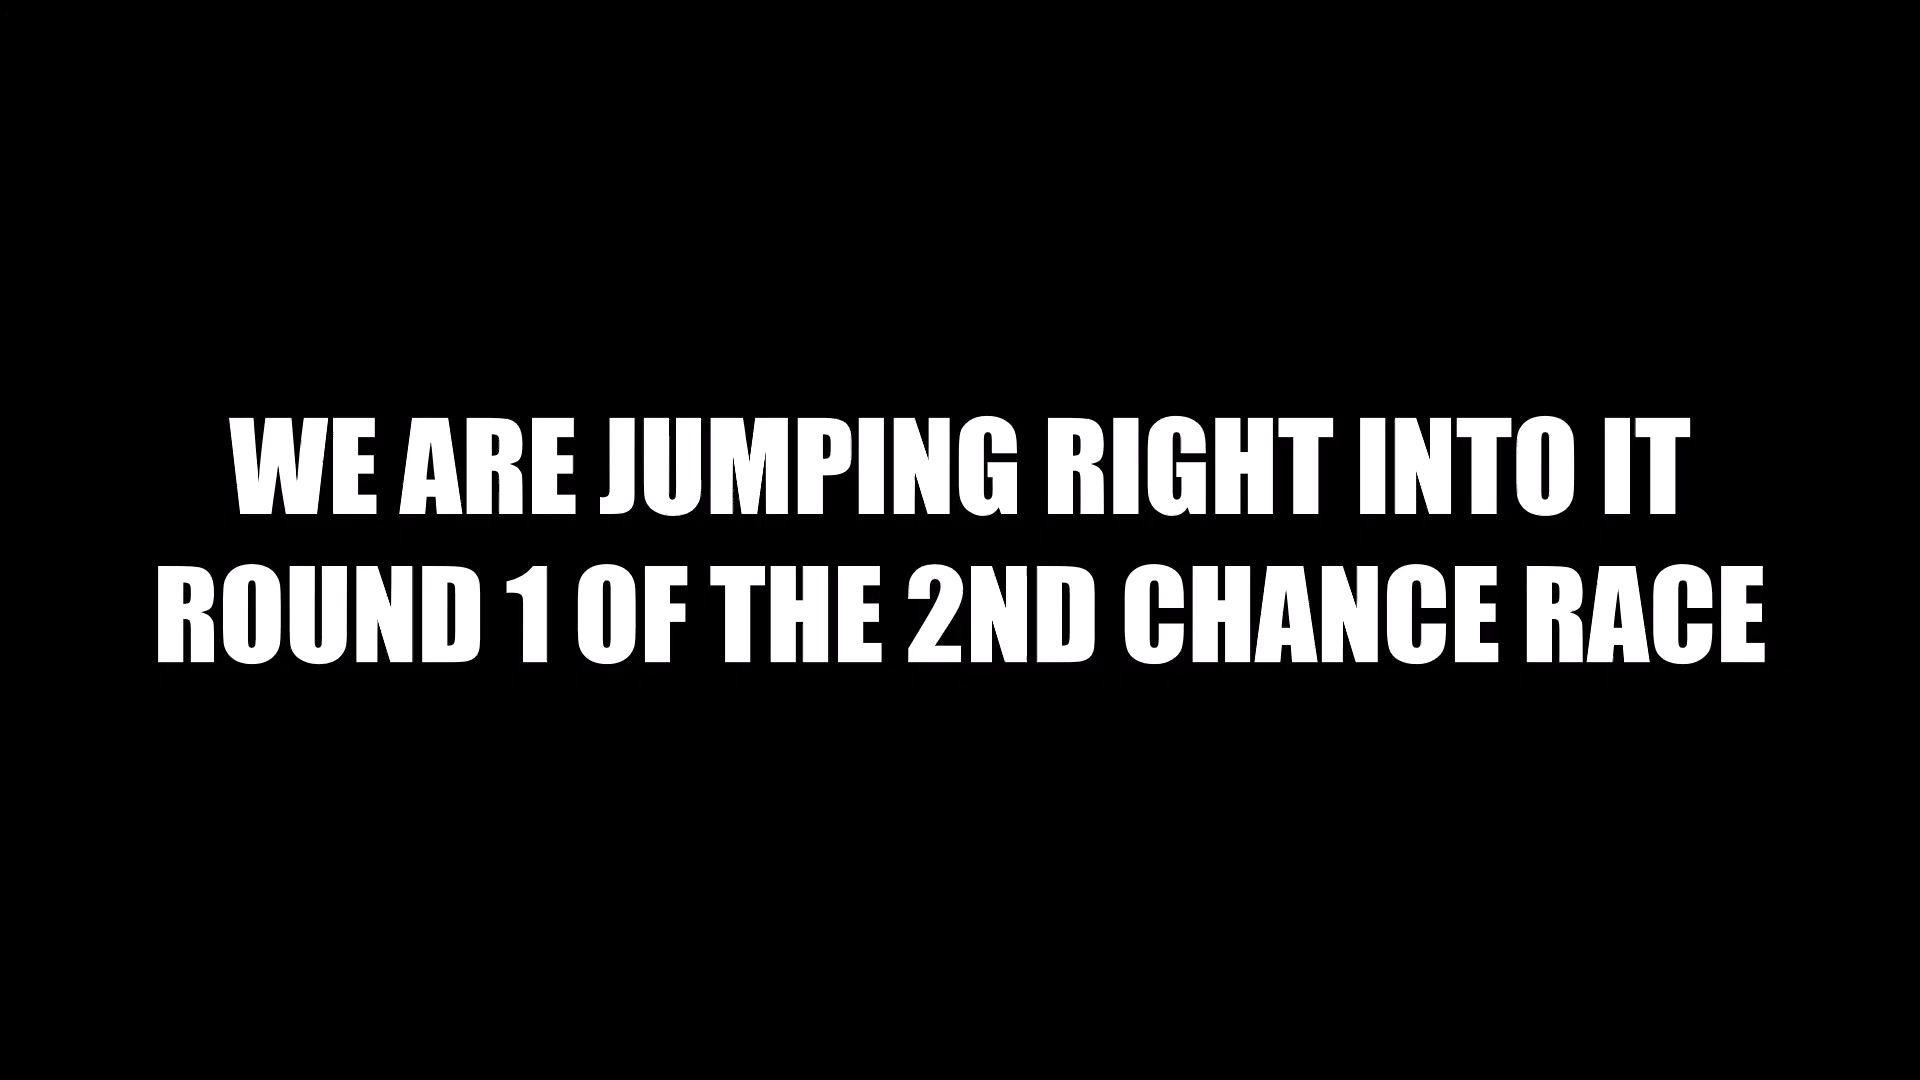 WE ARE JUMPING RIGHT INTO IT
ROUND 1 OF THE 2ND CHANCE RACE